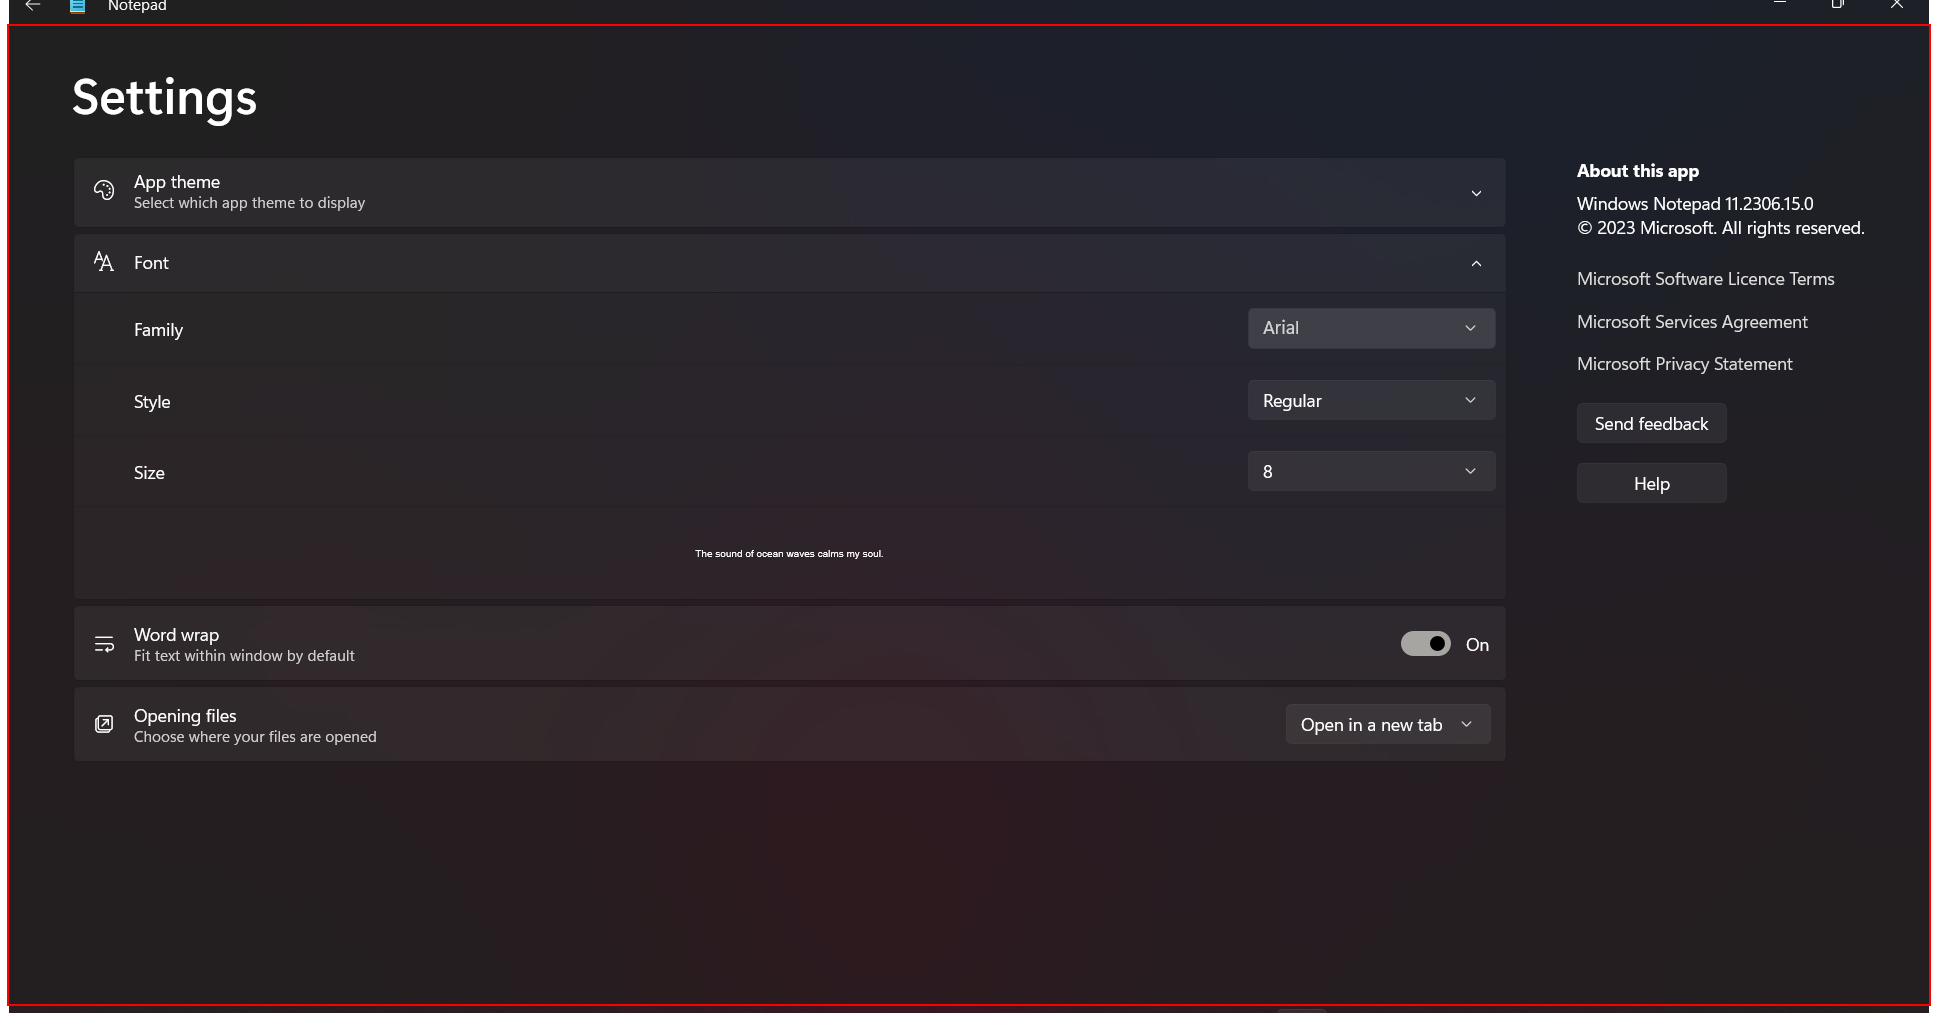 Notepad
Settings
App theme
Select which app theme to display
Font
Family
Arial
Style
Regular
Size
8
The sound of ocean waves calms my soul.
Word wrap
Fit text within window by default
On
Opening files
Choose where your files are opened
Open in a new tab
About this app
Windows Notepad 11.2306.15.0
© 2023 Microsoft. All rights reserved.
Microsoft Software Licence Terms
Microsoft Services Agreement
Microsoft Privacy Statement
Send feedback
Help